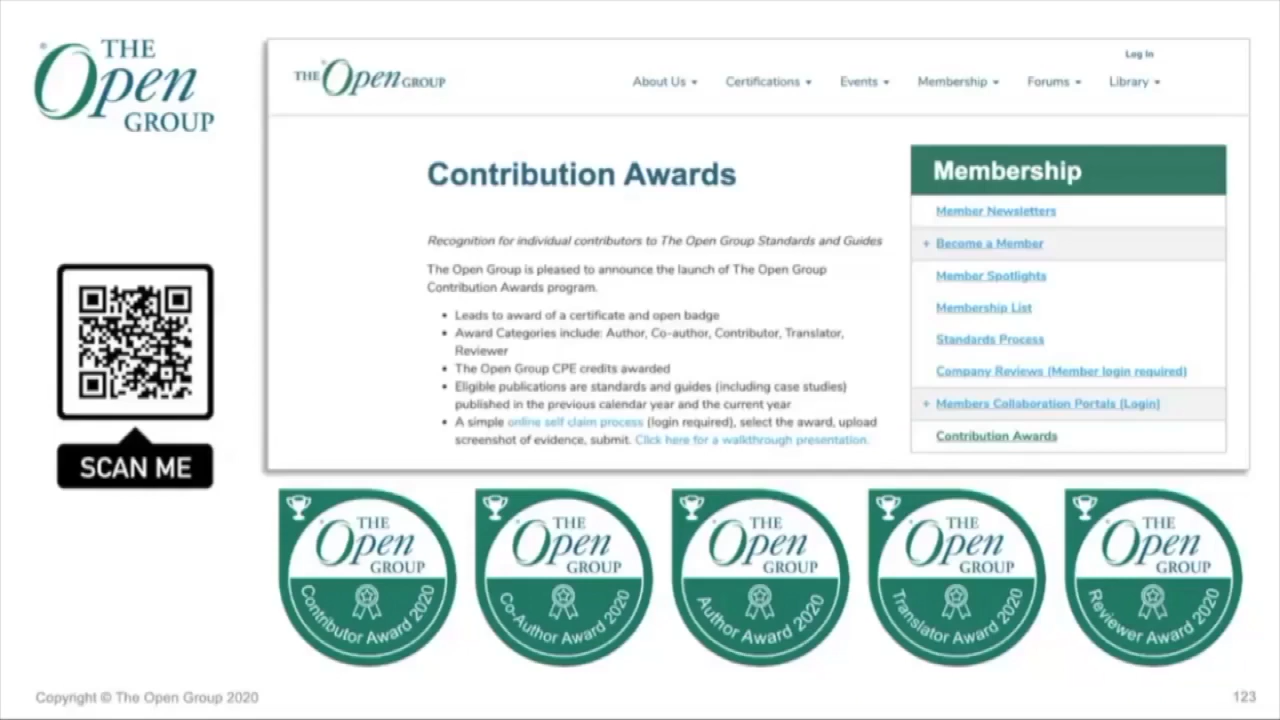 THE
Open
GROUP
SCAN ME
THE Open GROUP
Log In
About Us
Certifications
Events
Membership
Forums
Library
Contribution Awards
Recognition for individual contributors to The Open Group Standards and Guides
The Open Group is pleased to announce the launch of The Open Group
Contribution Awards program.
• Leads to award of a certificate and open badge
• Award Categories include: Author, Co-author, Contributor, Translator,
Reviewer
• The Open Group CPE credits awarded
• Eligible publications are standards and guides (including case studies)
published in the previous calendar year and the current year
• A simple online self claim process (login required), select the award, upload
screenshot of evidence, submit. Click here for a walkthrough presentation.
Membership
Member Newsletters
+ Become a Member
Member Spotlights
Membership List
Standards Process
Company Reviews (Member login required)
+ Members Collaboration Portals (Login)
Contribution Awards
THE
Open
GROUP
Contributor Award 2020
THE
Open
GROUP
Co-Author Award 2020
THE
Open
GROUP
Author Award 2020
THE
Open
GROUP
Translator Award 2020
THE
Open
GROUP
Reviewer Award 2020
Copyright © The Open Group 2020
123